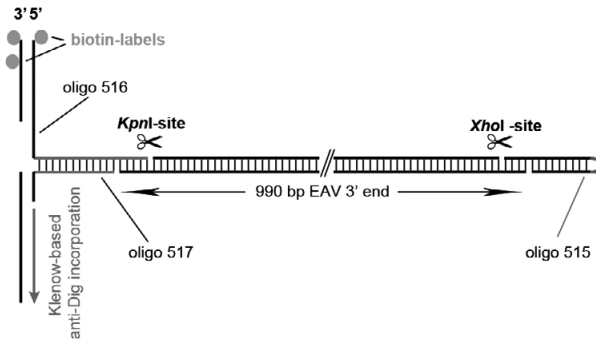 3' 5'
biotin-labels
oligo 516
KpnI-site
XhoI -site
990 bp EAV 3' end
oligo 517
oligo 515
Klenow-based
anti-Dig incorporation